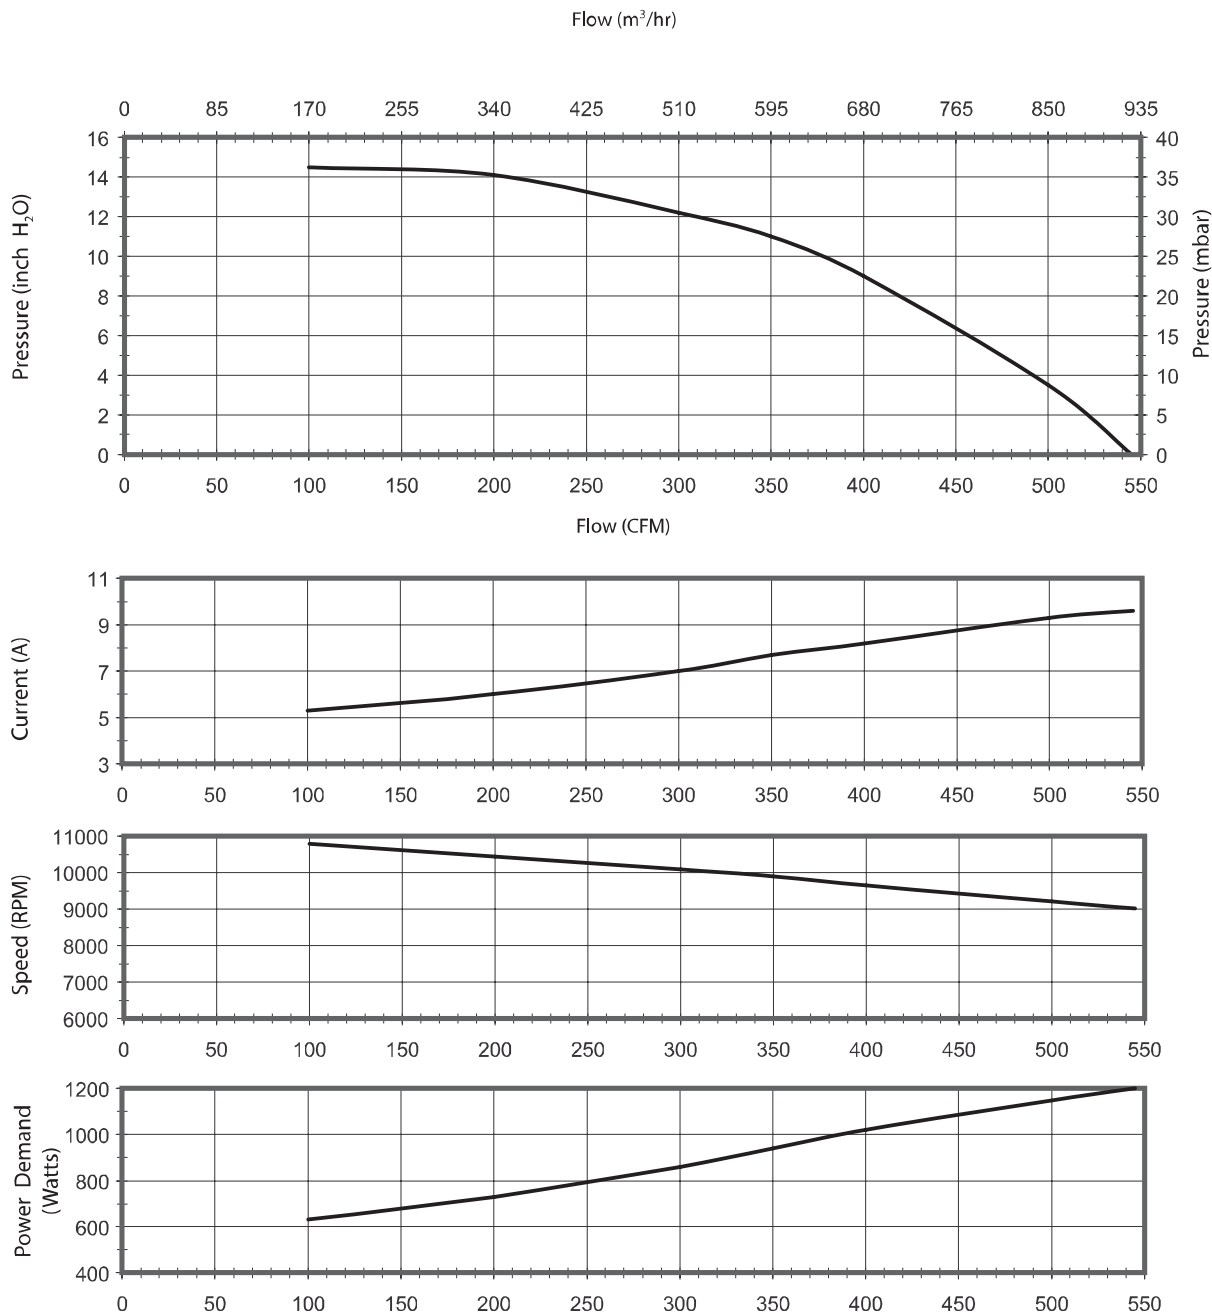 Flow (m³/hr)
0 85 170 255 340 425 510 595 680 765 850 935
Pressure (inch H₂O)
16
14
12
10
8
6
4
2
0
40
35
30
25
20
15
10
5
0
Pressure (mbar)
0 50 100 150 200 250 300 350 400 450 500 550
Flow (CFM)
Current (A)
11
9
7
5
3
0 50 100 150 200 250 300 350 400 450 500 550
Speed (RPM)
11000
10000
9000
8000
7000
6000
0 50 100 150 200 250 300 350 400 450 500 550
Power Demand
(Watts)
1200
1000
800
600
400
0 50 100 150 200 250 300 350 400 450 500 550